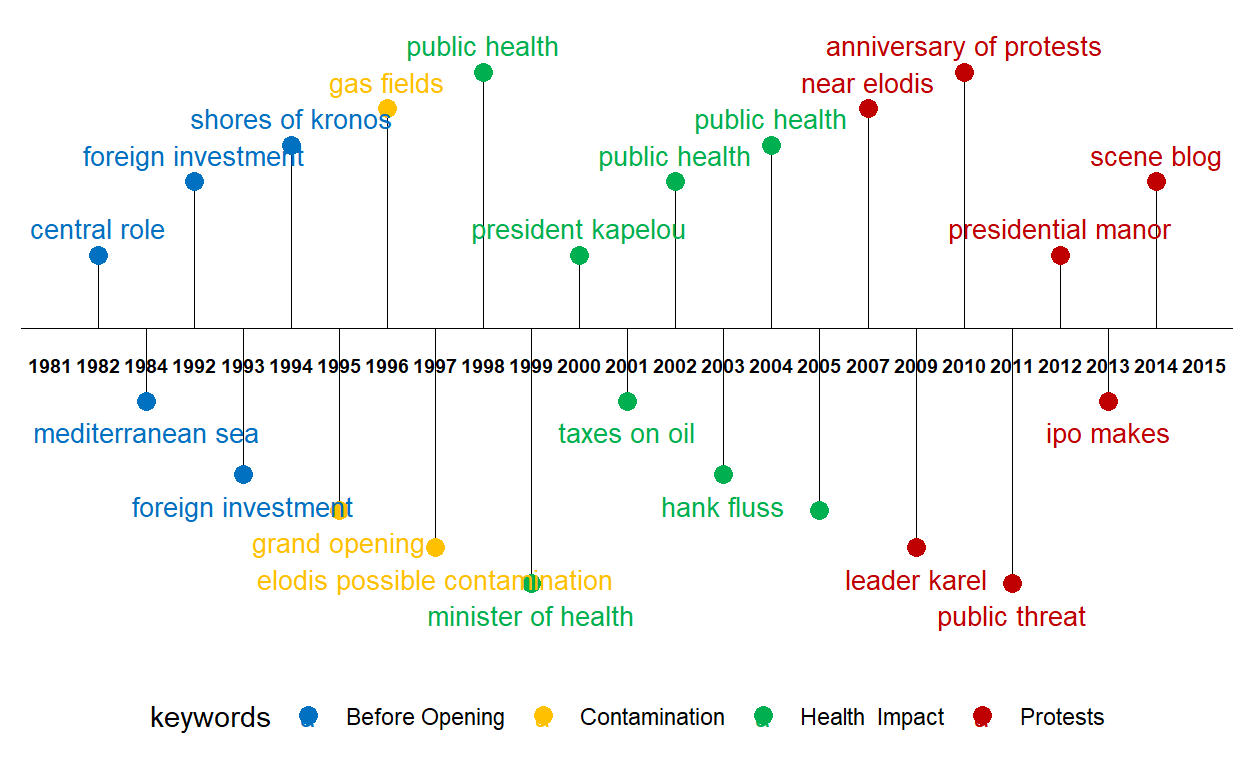 public health
anniversary of protests
gas fields
near elodis
shores of kronos
public health
foreign investment
public health
scene blog
central role
president kapelou
presidential manor
1981 1982 1984 1992 1993 1994 1995 1996 1997 1998 1999 2000 2001 2002 2003 2004 2005 2007 2009 2010 2011 2012 2013 2014 2015
mediterranean sea
taxes on oil
ipo makes
foreign investment
hank fluss
grand opening
elodis possible contamination
leader karel
minister of health
public threat
keywords Before Opening Contamination Health Impact Protests